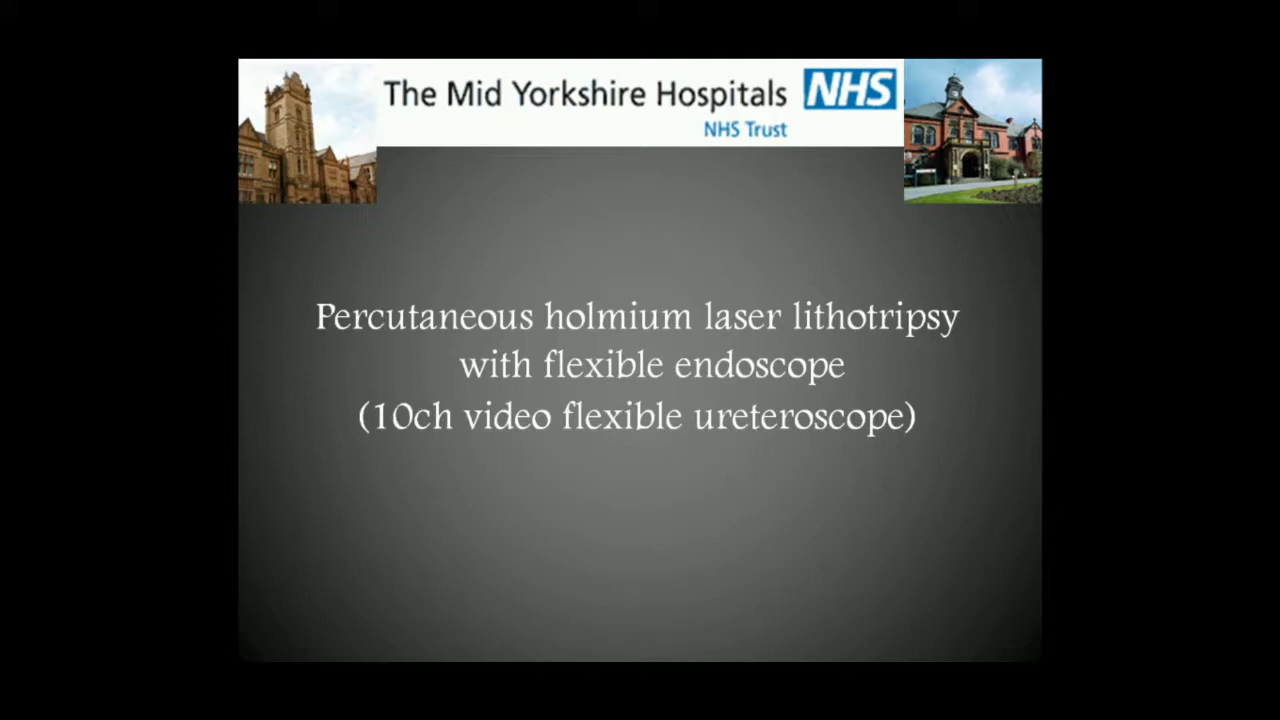 The Mid Yorkshire Hospitals NHS
NHS Trust
Percutaneous holmium laser lithotripsy
with flexible endoscope
(10ch video flexible ureteroscope)